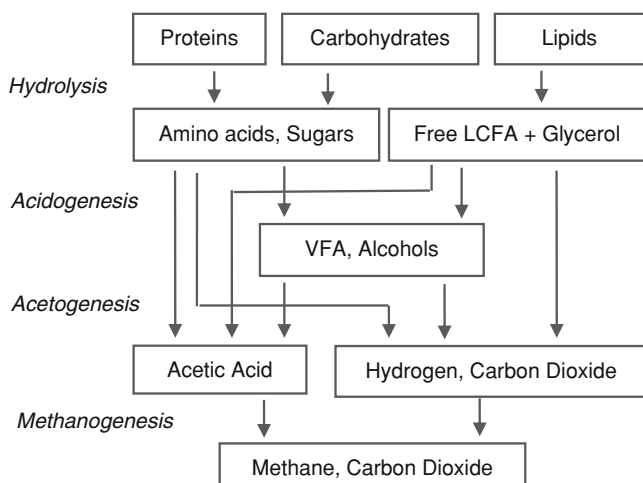 Proteins
Carbohydrates
Lipids
Hydrolysis
Amino acids, Sugars
Free LCFA + Glycerol
Acidogenesis
VFA, Alcohols
Acetogenesis
Acetic Acid
Hydrogen, Carbon Dioxide
Methanogenesis
Methane, Carbon Dioxide